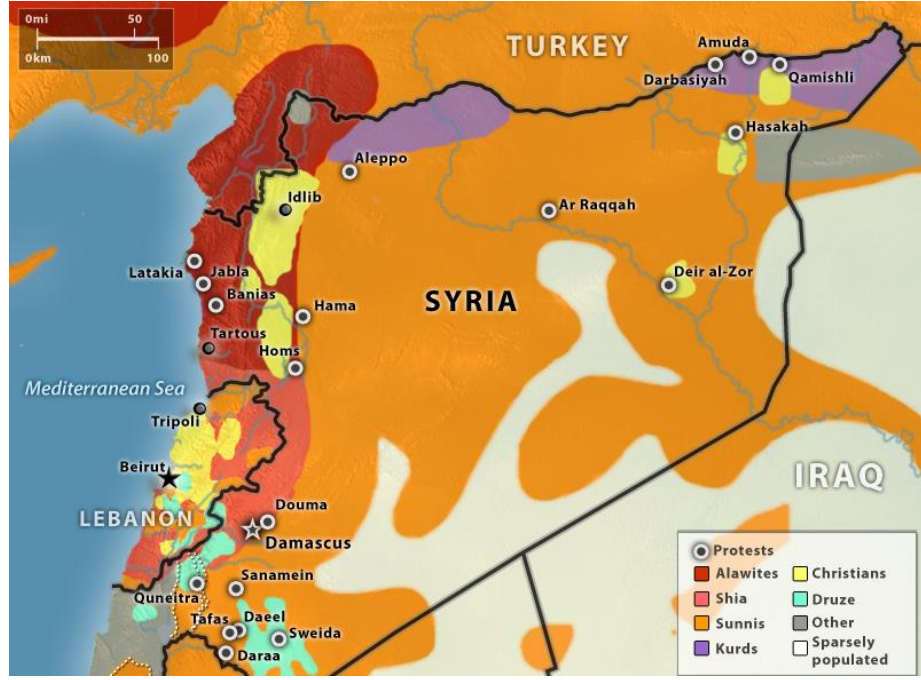 0mi 50
0km 100
TURKEY
Amuda
Darbasiyah
Qamishli
Hasakah
Aleppo
Idlib
Ar Raqqah
Deir al-Zor
Latakia
Jabla
Banias
SYRIA
Hama
Tartous
Homs
Mediterranean Sea
Tripoli
Beirut
IRAQ
LEBANON
Douma
Damascus
Sanamein
Quneitra
Tafas
Daeel
Sweida
Daraa
Protests
Alawites
Christians
Shia
Druze
Sunnis
Other
Kurds
Sparsely
populated